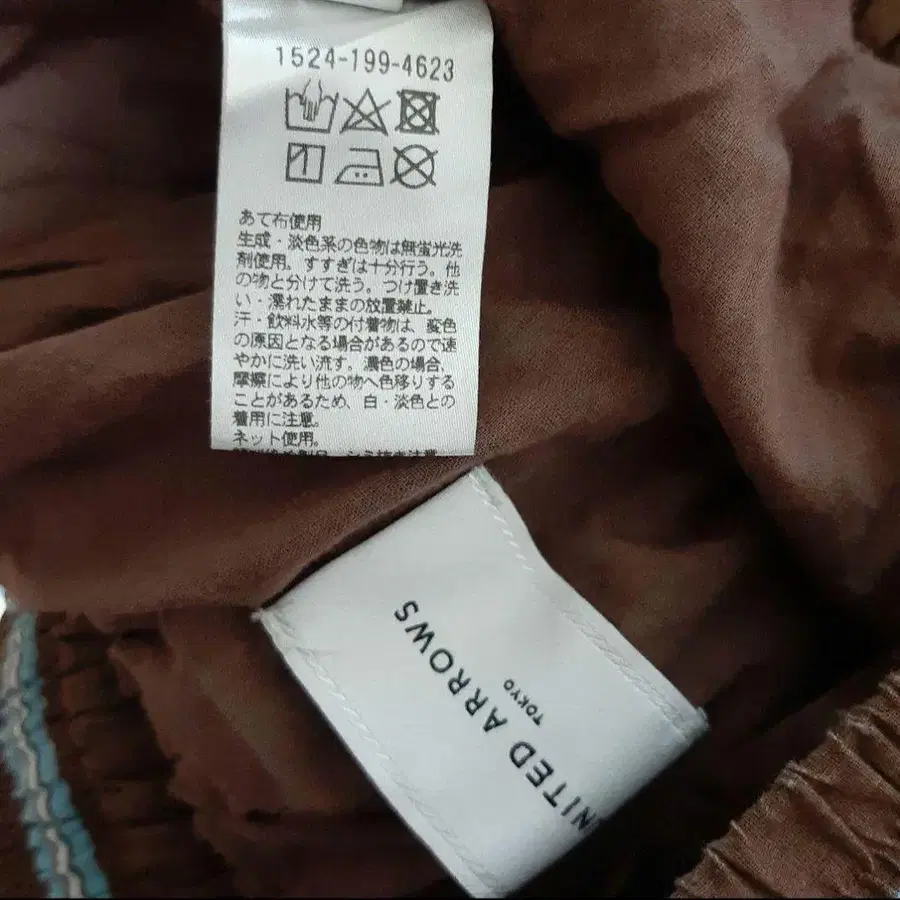 1524-199-4623
あて布使用
生成・淡色系の色物は無蛍光洗
剤使用。すすぎは十分行う。他
の物と分けて洗う。つけ置き洗
い・濡れたままの放置禁止。
汗・飲料水等の付着物は、変色
の原因となる場合があるので速
やかに洗い流す。濃色の場合、
摩擦により他の物へ色移りする
ことがあるため、白・淡色との
着用に注意。
ネット使用。
NITED ARROWS
TOKYO